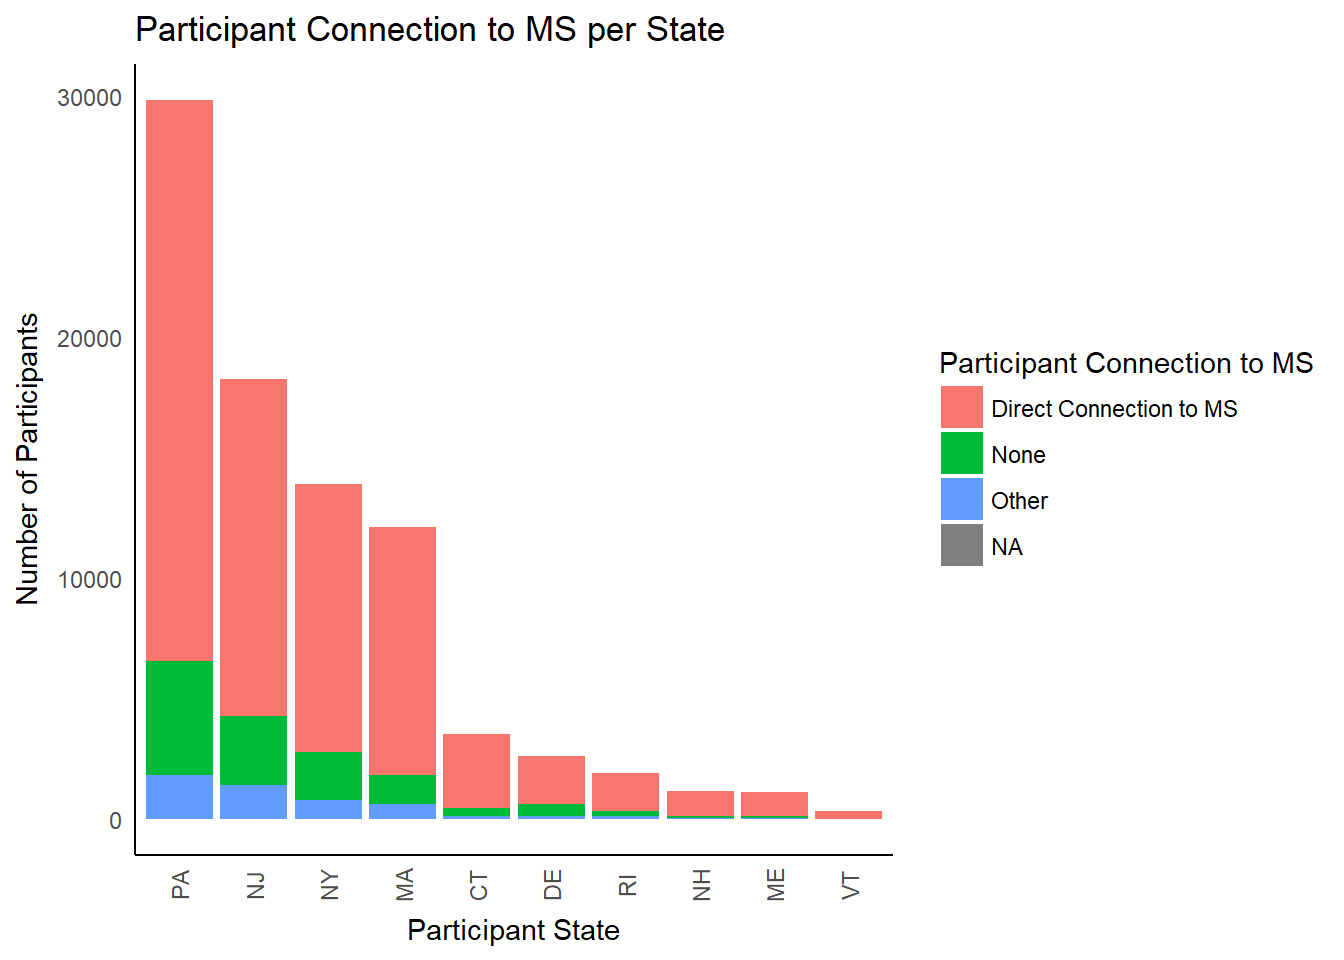 Participant Connection to MS per State
30000
20000
10000
0
Number of Participants
PA
NJ
NY
MA
CT
DE
RI
NH
ME
VT
Participant State
Participant Connection to MS
Direct Connection to MS
None
Other
NA